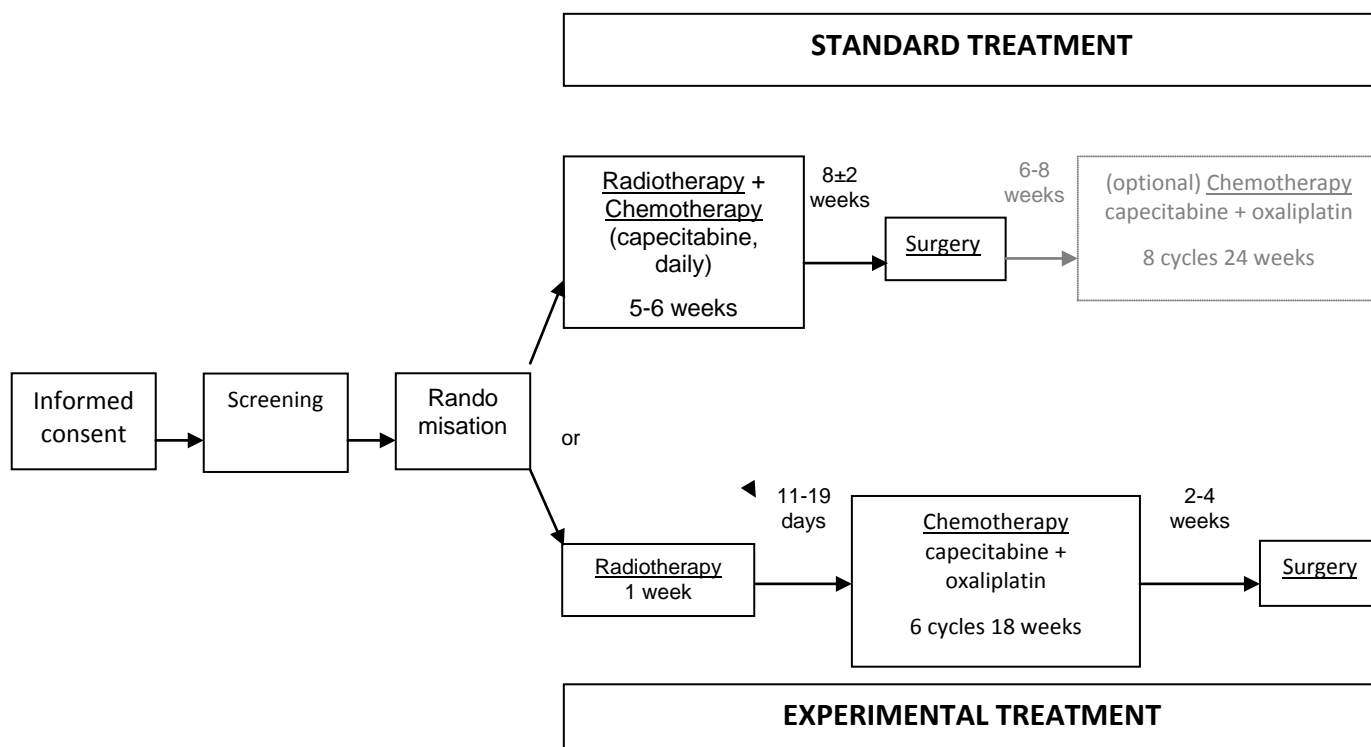 STANDARD TREATMENT
Radiotherapy +
Chemotherapy
(capecitabine,
daily)
5-6 weeks
8±2
weeks
Surgery
6-8
weeks
(optional) Chemotherapy
capecitabine + oxaliplatin
8 cycles 24 weeks
Informed
consent
Screening
Rando
misation
or
Radiotherapy
1 week
11-19
days
Chemotherapy
capecitabine +
oxaliplatin
6 cycles 18 weeks
2-4
weeks
Surgery
EXPERIMENTAL TREATMENT